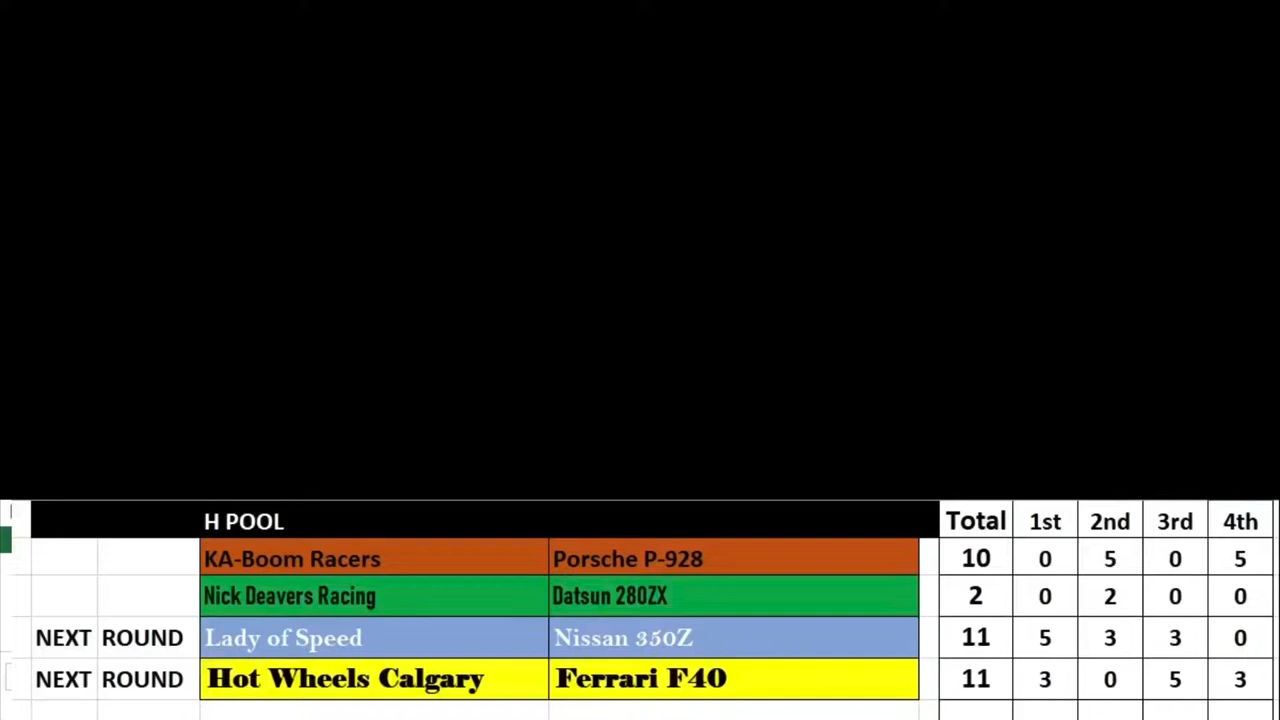 H POOL Total 1st 2nd 3rd 4th
KA-Boom Racers Porsche P-928 10 0 5 0 5
Nick Deavers Racing Datsun 280ZX 2 0 2 0 0
NEXT ROUND Lady of Speed Nissan 350Z 11 5 3 3 0
NEXT ROUND Hot Wheels Calgary Ferrari F40 11 3 0 5 3